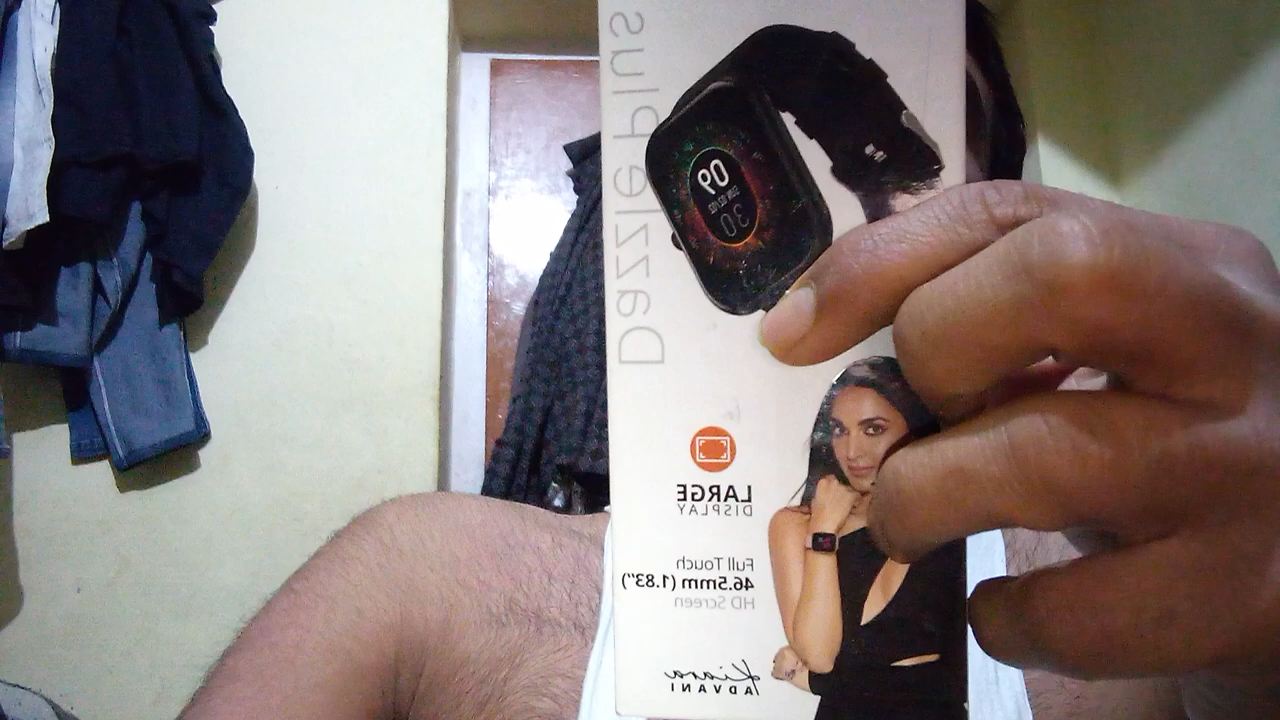 Dazzle Plus
09
30
LARGE
DISPLAY
Full Touch
46.5mm (1.83")
HD Screen
Kiara
ADVANI